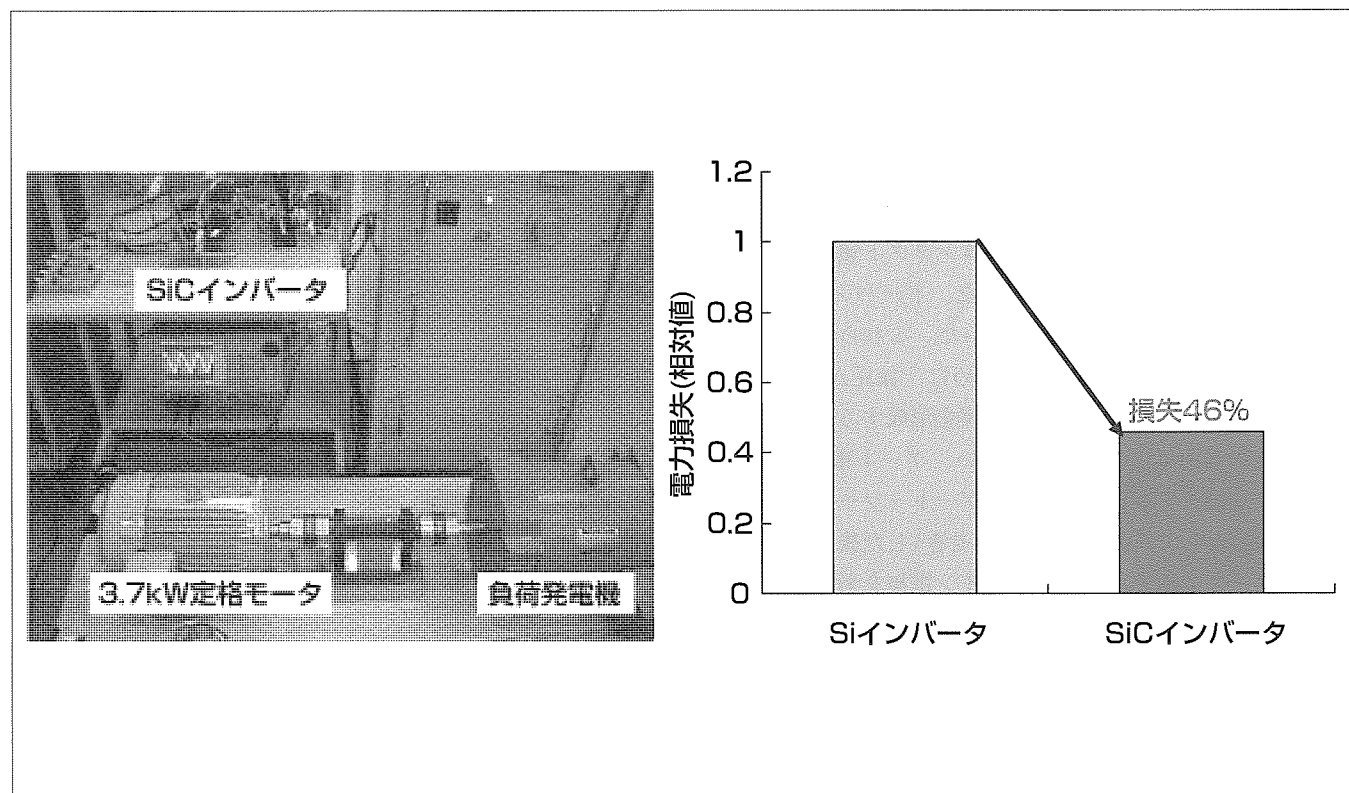 SiCインバータ
3.7kW定格モータ
負荷発電機
電力損失(相対値)
1.2
1
0.8
0.6
0.4
0.2
0
損失46%
Siインバータ
SiCインバータ